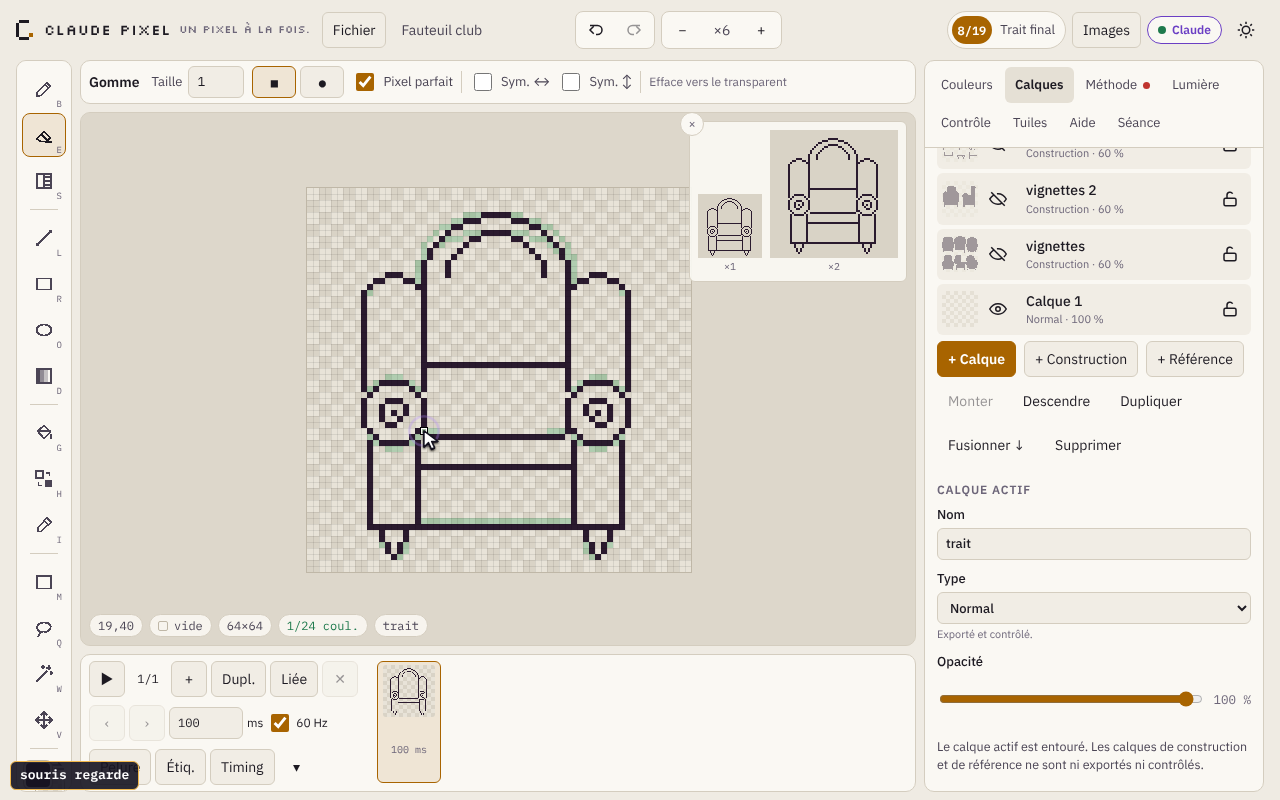 CLAUDE PIXEL UN PIXEL À LA FOIS. Fichier Fauteuil club − ×6 + 8/19 Trait final Images Claude
Gomme Taille 1 Pixel parfait Sym. ↔ Sym. ↕ Efface vers le transparent
B
E
S
L
R
O
D
G
H
I
M
Q
W
V
×
×1 ×2
19,40 vide 64×64 1/24 coul. trait
1/1 + Dupl. Liée ×
‹ › 100 ms 60 Hz
Étiq. Timing ▼
100 ms
souris regarde
Couleurs Calques Méthode Lumière
Contrôle Tuiles Aide Séance
Construction · 60 %
vignettes 2
Construction · 60 %
vignettes
Construction · 60 %
Calque 1
Normal · 100 %
+ Calque + Construction + Référence
Monter Descendre Dupliquer
Fusionner ↓ Supprimer
CALQUE ACTIF
Nom
trait
Type
Normal
Exporté et contrôlé.
Opacité
100 %
Le calque actif est entouré. Les calques de construction
et de référence ne sont ni exportés ni contrôlés.